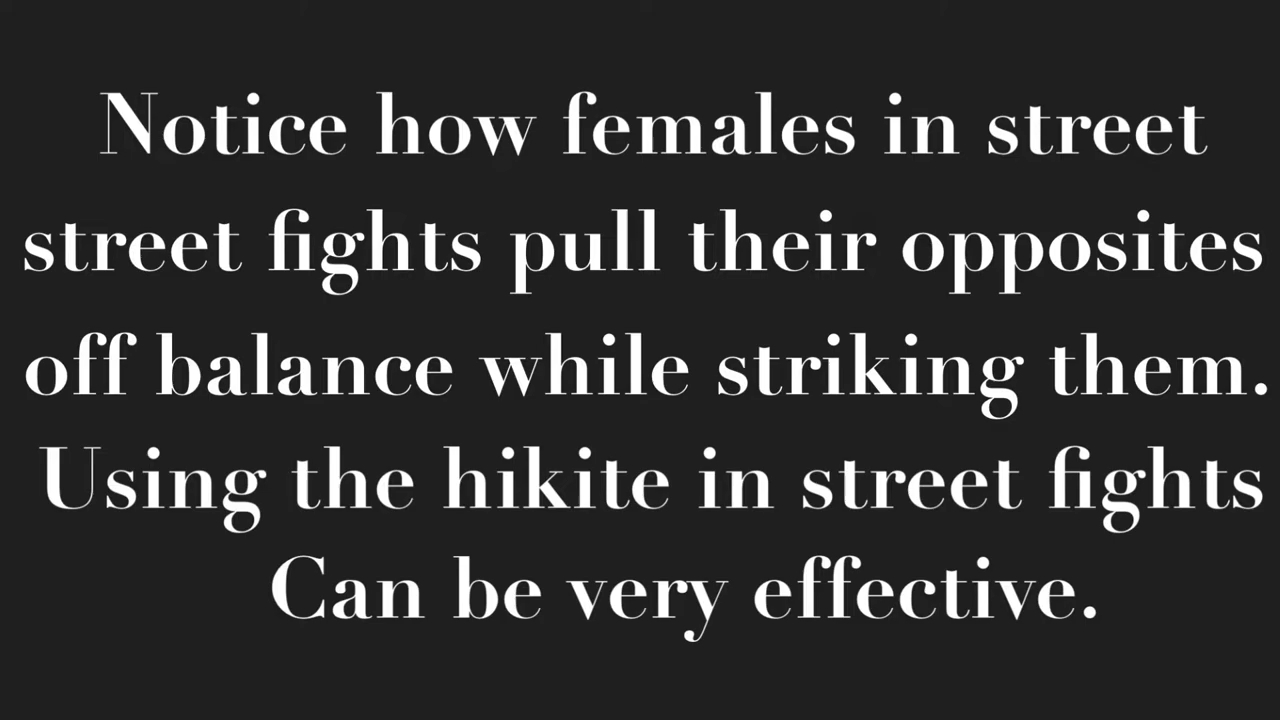 Notice how females in street
street fights pull their opposites
off balance while striking them.
Using the hikite in street fights
Can be very effective.